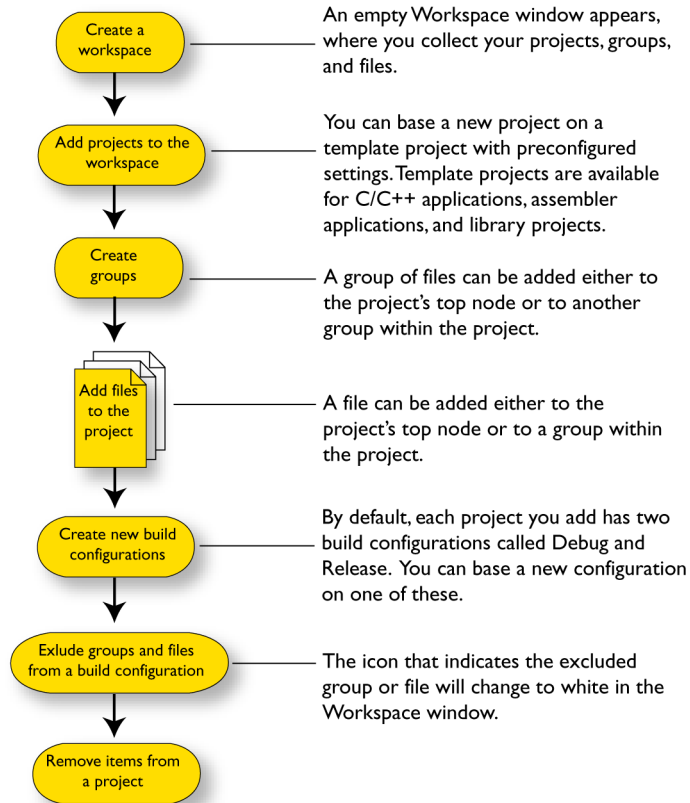 Create a
workspace
An empty Workspace window appears,
where you collect your projects, groups,
and files.
Add projects to the
workspace
You can base a new project on a
template project with preconfigured
settings. Template projects are available
for C/C++ applications, assembler
applications, and library projects.
Create
groups
A group of files can be added either to
the project's top node or to another
group within the project.
Add files
to the
project
A file can be added either to the
project's top node or to a group within
the project.
Create new build
configurations
By default, each project you add has two
build configurations called Debug and
Release. You can base a new configuration
on one of these.
Exlude groups and files
from a build configuration
The icon that indicates the excluded
group or file will change to white in the
Workspace window.
Remove items from
a project